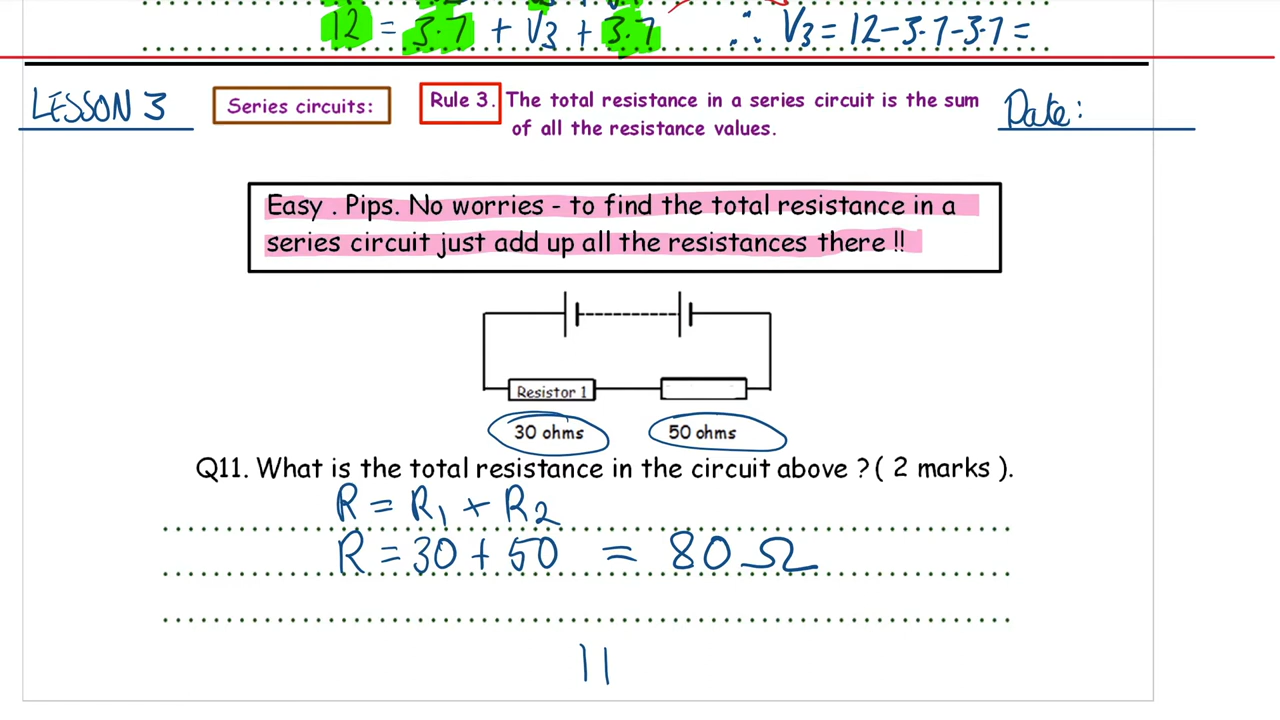 12 = 3.7 + V3 + 3.7 ∴ V3 = 12-3.7-3.7=
LESSON 3 Series circuits: Rule 3. The total resistance in a series circuit is the sum Date:
of all the resistance values.
Easy . Pips. No worries - to find the total resistance in a
series circuit just add up all the resistances there !!
Resistor 1
30 ohms 50 ohms
Q11. What is the total resistance in the circuit above ? ( 2 marks ).
R = R1 + R2
R = 30 + 50 = 80 Ω
11